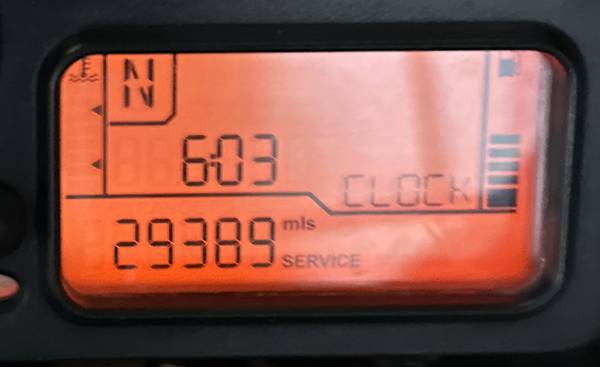 N
6:03
CLOCK
29389 mls
SERVICE